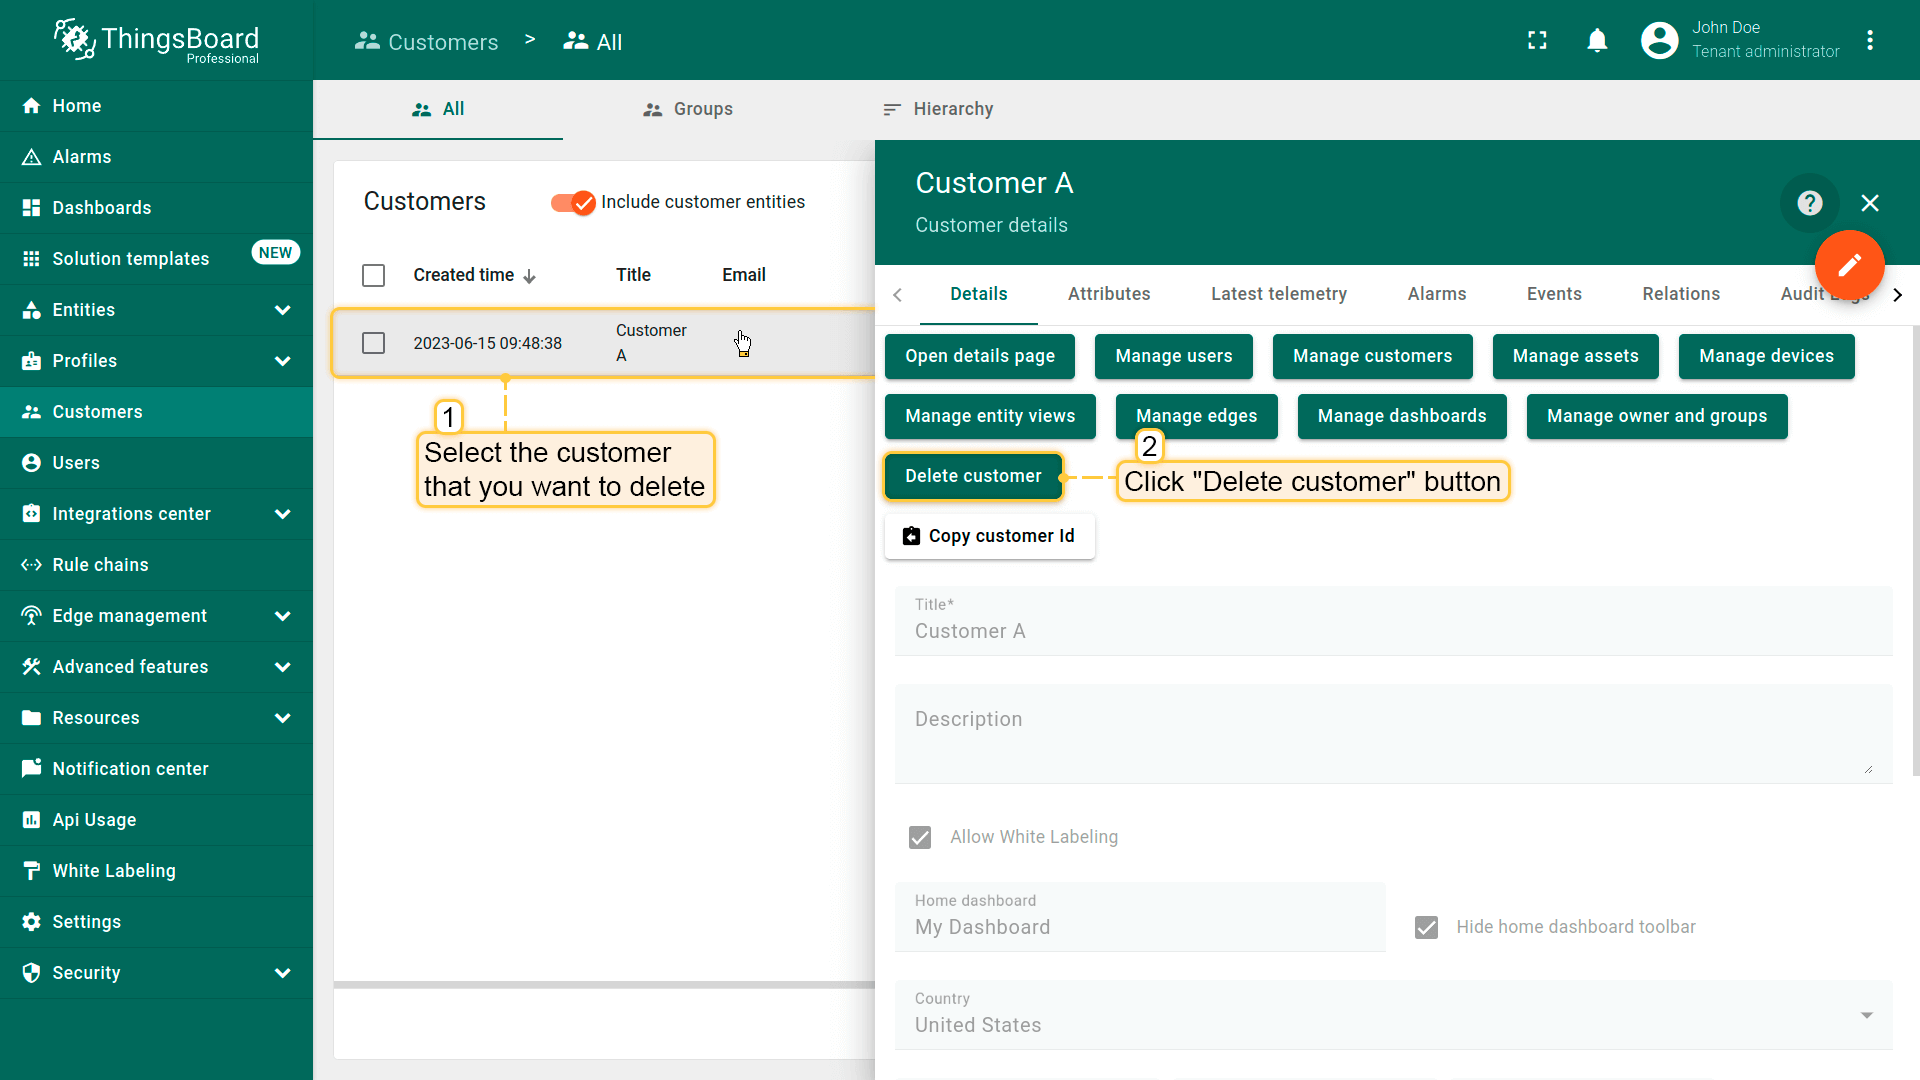 ThingsBoard
Professional
Customers > All
John Doe
Tenant administrator
Home
Alarms
Dashboards
Solution templates NEW
Entities
Profiles
Customers
Users
Integrations center
Rule chains
Edge management
Advanced features
Resources
Notification center
Api Usage
White Labeling
Settings
Security
All Groups Hierarchy
Customers Include customer entities
Created time Title Email
2023-06-15 09:48:38 Customer
A
1
Select the customer
that you want to delete
Customer A
Customer details
?
Details Attributes Latest telemetry Alarms Events Relations Audit Logs
Open details page Manage users Manage customers Manage assets Manage devices
Manage entity views Manage edges Manage dashboards Manage owner and groups
2
Delete customer Click "Delete customer" button
Copy customer Id
Title*
Customer A
Description
Allow White Labeling
Home dashboard
My Dashboard
Hide home dashboard toolbar
Country
United States